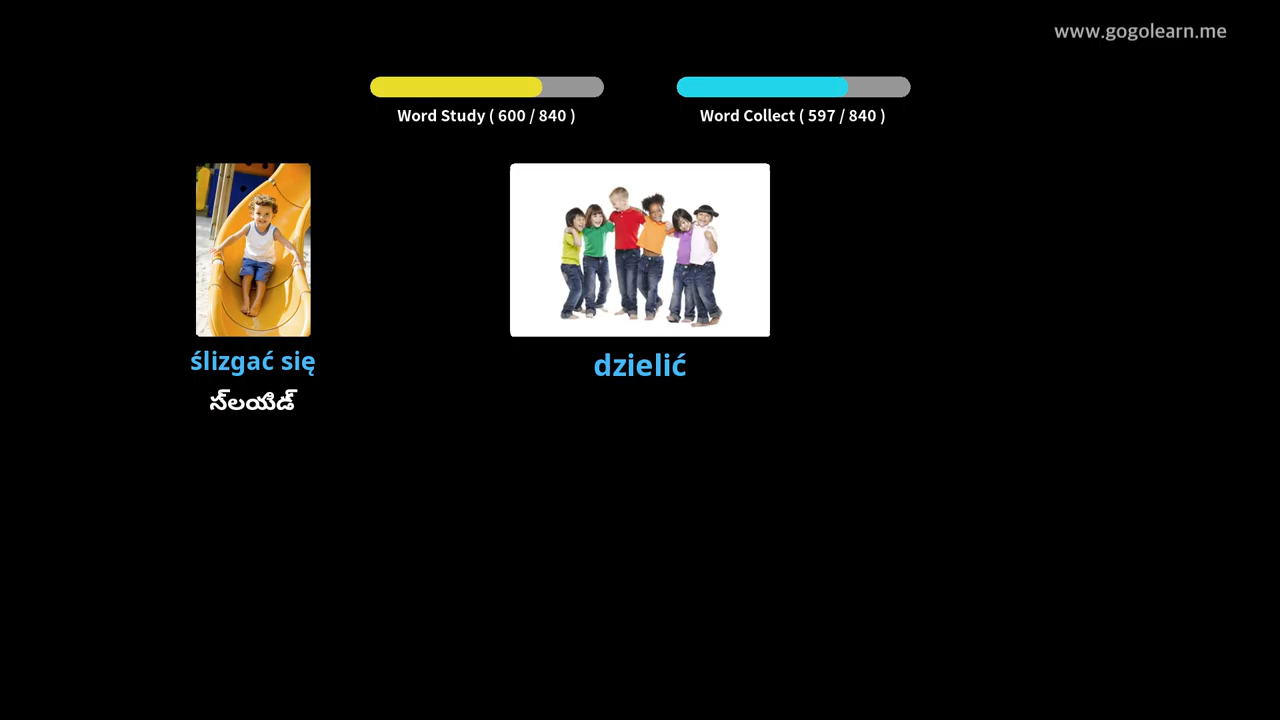 www.gogolearn.me
Word Study ( 600 / 840 )
Word Collect ( 597 / 840 )
ślizgać się
dzielić
స్‌లయిడ్